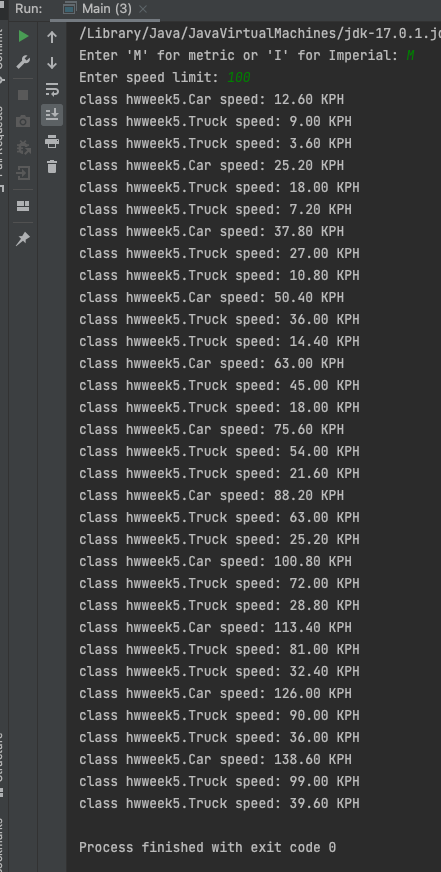 Run: Main (3)
/Library/Java/JavaVirtualMachines/jdk-17.0.1.j
Enter 'M' for metric or 'I' for Imperial: M
Enter speed limit: 100
class hwweek5.Car speed: 12.60 KPH
class hwweek5.Truck speed: 9.00 KPH
class hwweek5.Truck speed: 3.60 KPH
class hwweek5.Car speed: 25.20 KPH
class hwweek5.Truck speed: 18.00 KPH
class hwweek5.Truck speed: 7.20 KPH
class hwweek5.Car speed: 37.80 KPH
class hwweek5.Truck speed: 27.00 KPH
class hwweek5.Truck speed: 10.80 KPH
class hwweek5.Car speed: 50.40 KPH
class hwweek5.Truck speed: 36.00 KPH
class hwweek5.Truck speed: 14.40 KPH
class hwweek5.Car speed: 63.00 KPH
class hwweek5.Truck speed: 45.00 KPH
class hwweek5.Truck speed: 18.00 KPH
class hwweek5.Car speed: 75.60 KPH
class hwweek5.Truck speed: 54.00 KPH
class hwweek5.Truck speed: 21.60 KPH
class hwweek5.Car speed: 88.20 KPH
class hwweek5.Truck speed: 63.00 KPH
class hwweek5.Truck speed: 25.20 KPH
class hwweek5.Car speed: 100.80 KPH
class hwweek5.Truck speed: 72.00 KPH
class hwweek5.Truck speed: 28.80 KPH
class hwweek5.Car speed: 113.40 KPH
class hwweek5.Truck speed: 81.00 KPH
class hwweek5.Truck speed: 32.40 KPH
class hwweek5.Car speed: 126.00 KPH
class hwweek5.Truck speed: 90.00 KPH
class hwweek5.Truck speed: 36.00 KPH
class hwweek5.Car speed: 138.60 KPH
class hwweek5.Truck speed: 99.00 KPH
class hwweek5.Truck speed: 39.60 KPH
Process finished with exit code 0